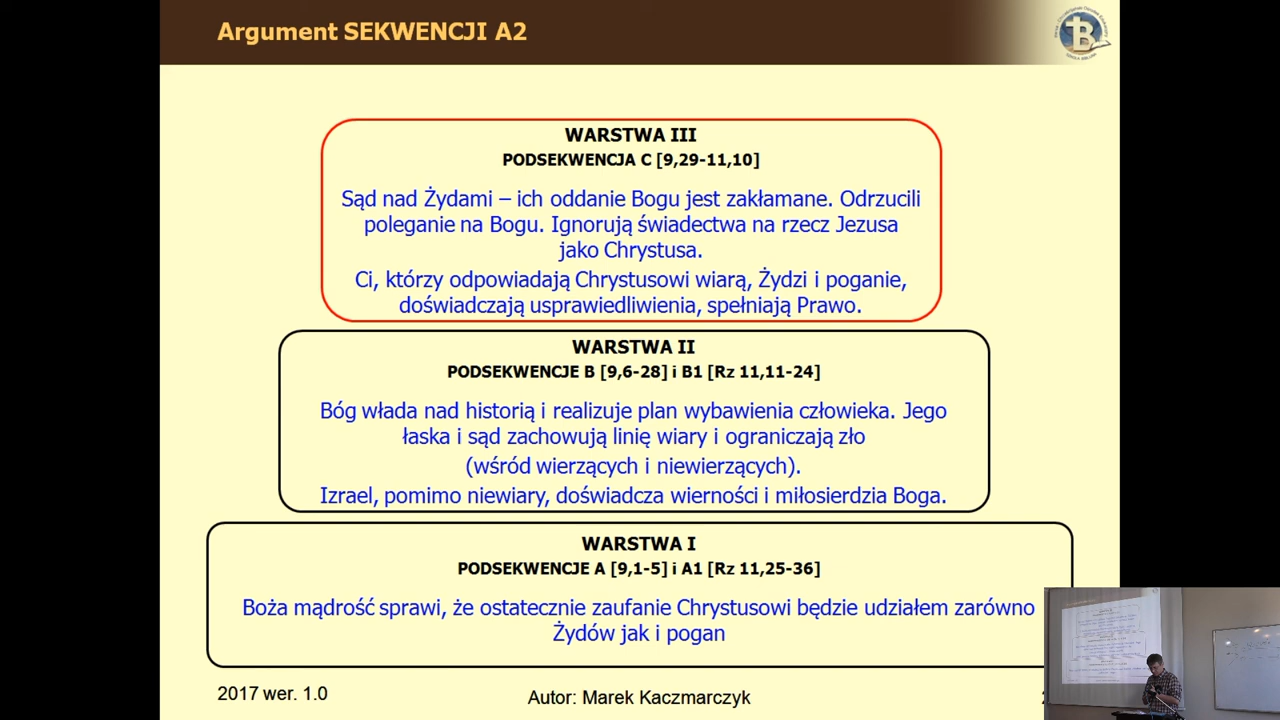 Argument SEKWENCJI A2
WARSTWA III
PODSEKWENCJA C [9,29-11,10]
Sąd nad Żydami – ich oddanie Bogu jest zakłamane. Odrzucili
poleganie na Bogu. Ignorują świadectwa na rzecz Jezusa
jako Chrystusa.
Ci, którzy odpowiadają Chrystusowi wiarą, Żydzi i poganie,
doświadczają usprawiedliwienia, spełniają Prawo.
WARSTWA II
PODSEKWENCJE B [9,6-28] i B1 [Rz 11,11-24]
Bóg włada nad historią i realizuje plan wybawienia człowieka. Jego
łaska i sąd zachowują linię wiary i ograniczają zło
(wśród wierzących i niewierzących).
Izrael, pomimo niewiary, doświadcza wierności i miłosierdzia Boga.
WARSTWA I
PODSEKWENCJE A [9,1-5] i A1 [Rz 11,25-36]
Boża mądrość sprawi, że ostatecznie zaufanie Chrystusowi będzie udziałem zarówno
Żydów jak i pogan
2017 wer. 1.0
Autor: Marek Kaczmarczyk